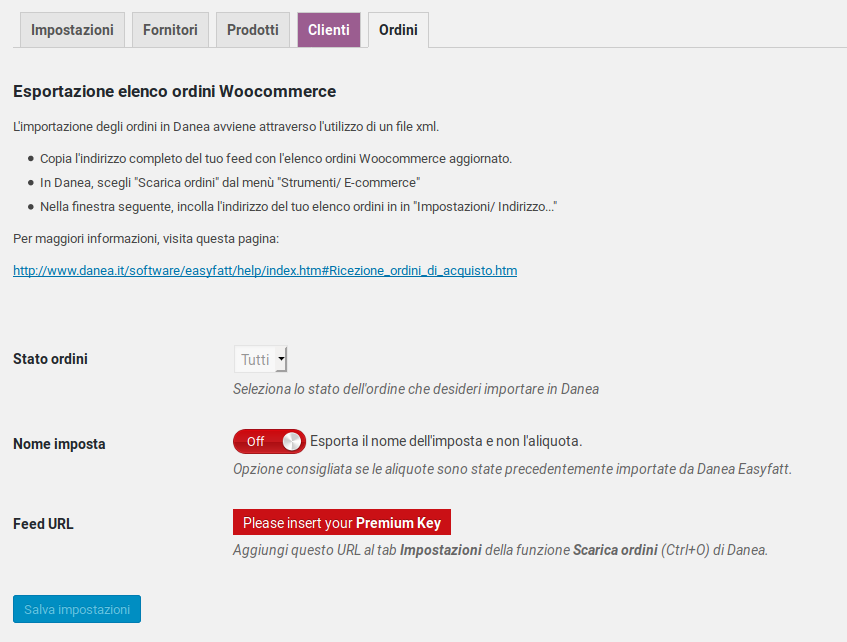 Impostazioni Fornitori Prodotti Clienti Ordini
Esportazione elenco ordini Woocommerce
L'importazione degli ordini in Danea avviene attraverso l'utilizzo di un file xml.
Copia l'indirizzo completo del tuo feed con l'elenco ordini Woocommerce aggiornato.
In Danea, scegli "Scarica ordini" dal menù "Strumenti/ E-commerce"
Nella finestra seguente, incolla l'indirizzo del tuo elenco ordini in in "Impostazioni/ Indirizzo..."
Per maggiori informazioni, visita questa pagina:
http://www.danea.it/software/easyfatt/help/index.htm#Ricezione_ordini_di_acquisto.htm
Stato ordini Tutti
Seleziona lo stato dell'ordine che desideri importare in Danea
Nome imposta Off Esporta il nome dell'imposta e non l'aliquota.
Opzione consigliata se le aliquote sono state precedentemente importate da Danea Easyfatt.
Feed URL Please insert your Premium Key
Aggiungi questo URL al tab Impostazioni della funzione Scarica ordini (Ctrl+O) di Danea.
Salva impostazioni